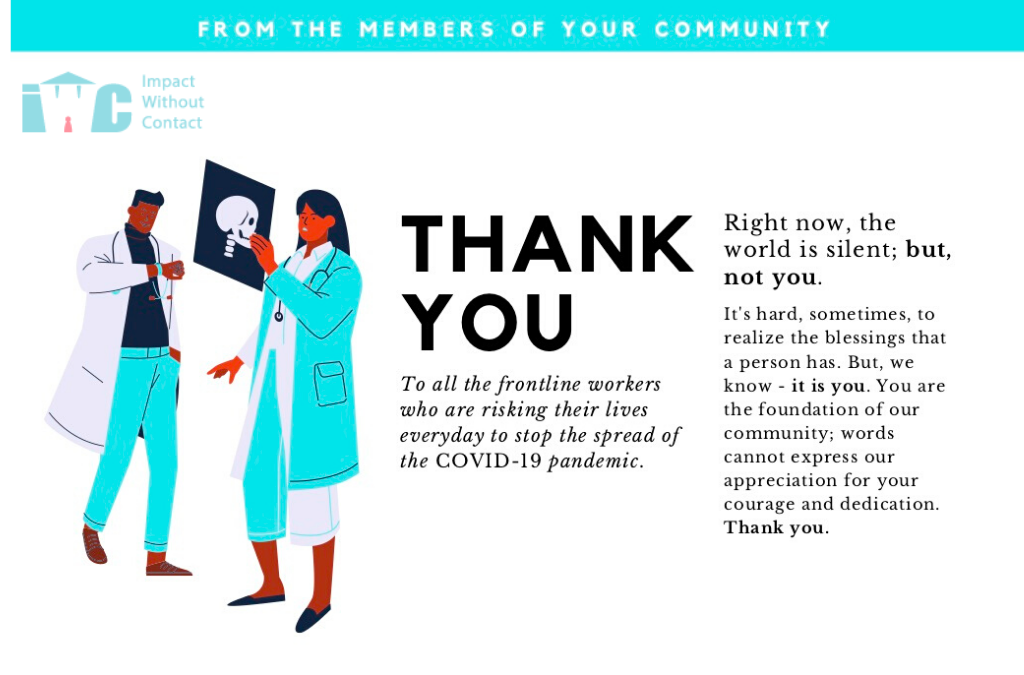 FROM THE MEMBERS OF YOUR COMMUNITY
iWC
Impact
Without
Contact
THANK
YOU
To all the frontline workers
who are risking their lives
everyday to stop the spread of
the COVID-19 pandemic.
Right now, the
world is silent; but,
not you.
It's hard, sometimes, to
realize the blessings that
a person has. But, we
know - it is you. You are
the foundation of our
community; words
cannot express our
appreciation for your
courage and dedication.
Thank you.